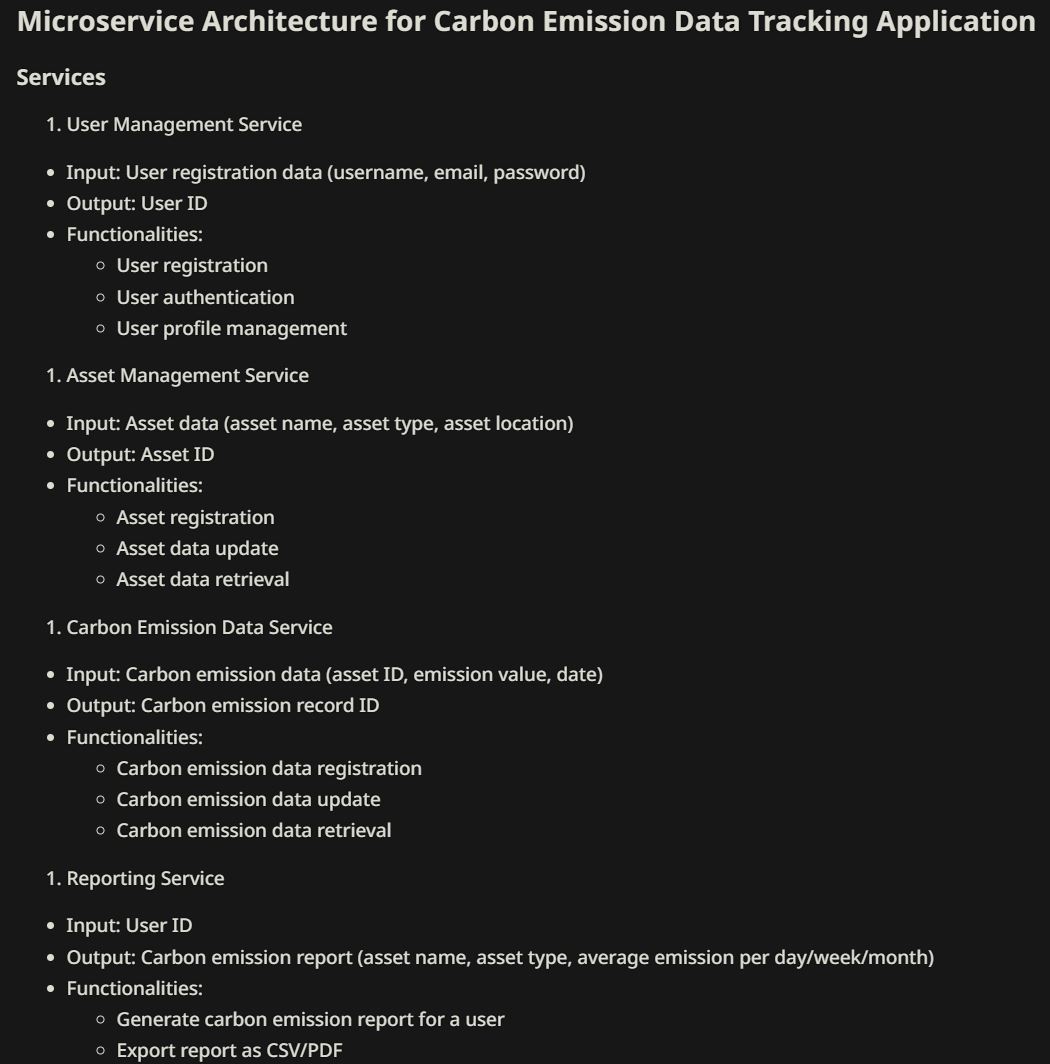 Microservice Architecture for Carbon Emission Data Tracking Application
Services
1. User Management Service
• Input: User registration data (username, email, password)
• Output: User ID
• Functionalities:
◦ User registration
◦ User authentication
◦ User profile management
1. Asset Management Service
• Input: Asset data (asset name, asset type, asset location)
• Output: Asset ID
• Functionalities:
◦ Asset registration
◦ Asset data update
◦ Asset data retrieval
1. Carbon Emission Data Service
• Input: Carbon emission data (asset ID, emission value, date)
• Output: Carbon emission record ID
• Functionalities:
◦ Carbon emission data registration
◦ Carbon emission data update
◦ Carbon emission data retrieval
1. Reporting Service
• Input: User ID
• Output: Carbon emission report (asset name, asset type, average emission per day/week/month)
• Functionalities:
◦ Generate carbon emission report for a user
◦ Export report as CSV/PDF